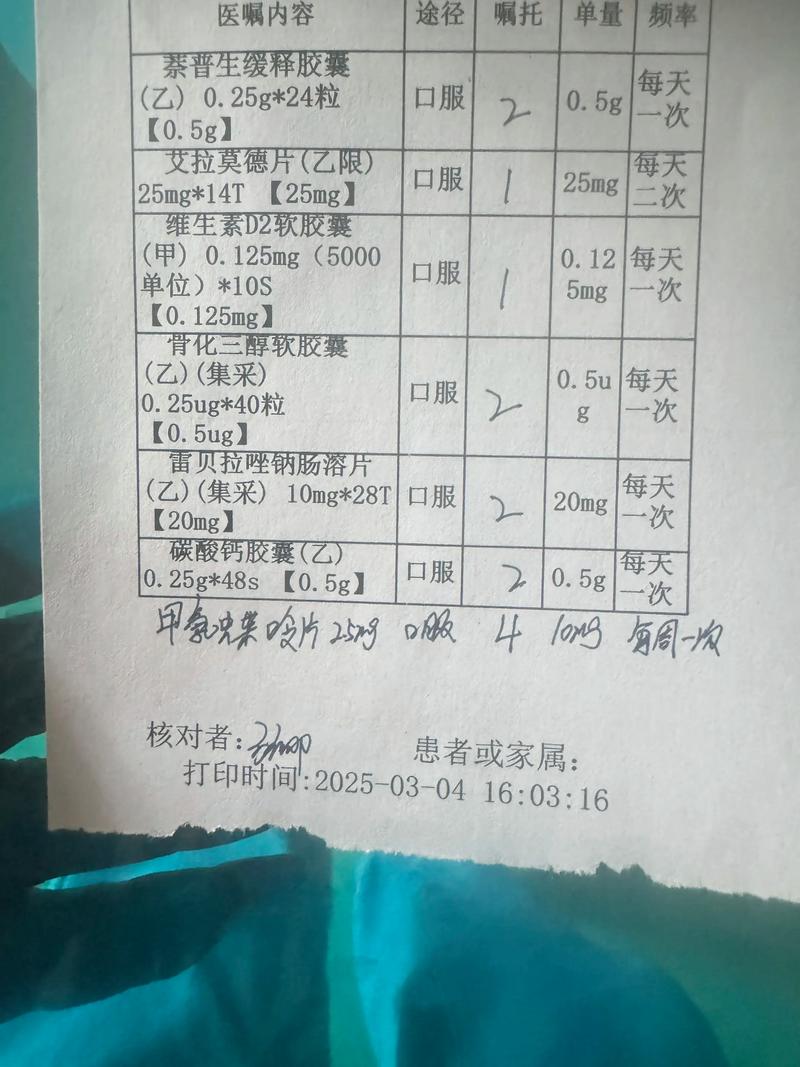 医嘱内容 途径 嘱托 单量 频率
萘普生缓释胶囊
(乙) 0.25g*24粒 口服 2 0.5g 每天
【0.5g】 一次
艾拉莫德片(乙限) 每天
25mg*14T 【25mg】 口服 1 25mg 二次
维生素D2软胶囊
(甲) 0.125mg（5000 口服 1 0.12 每天
单位）*10S 5mg 一次
【0.125mg】
骨化三醇软胶囊
(乙)(集采) 口服 2 0.5u 每天
0.25ug*40粒 g 一次
【0.5ug】
雷贝拉唑钠肠溶片
(乙)(集采) 10mg*28T 口服 2 20mg 每天
【20mg】 一次
碳酸钙胶囊(乙) 每天
0.25g*48s 【0.5g】 口服 2 0.5g 一次
甲氨 片 口服 4 10mg 每周一次
核对者: 患者或家属:
打印时间:2025-03-04 16:03:16